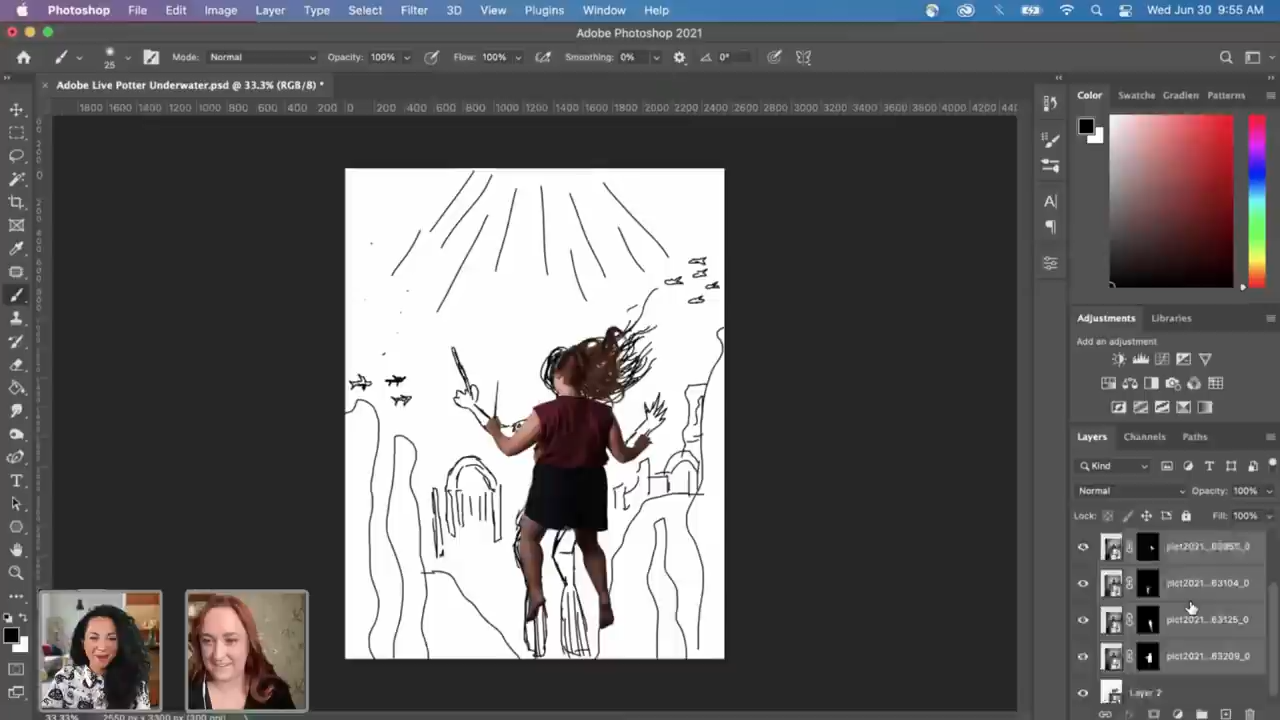 Photoshop File Edit Image Layer Type Select Filter 3D View Plugins Window Help Wed Jun 30 9:55 AM
Adobe Photoshop 2021
25 Mode: Normal Opacity: 100% Flow: 100% Smoothing: 0% 0°
Adobe Live Potter Underwater.psd @ 33.3% (RGB/8) *
1800 1600 1400 1200 1000 800 600 400 200 0 200 400 600 800 1000 1200 1400 1600 1800 2000 2200 2400 2600 2800 3000 3200 3400 3600 3800 4000 4200
Color Swatche Gradien Patterns
Adjustments Libraries
Add an adjustment
Layers Channels Paths
Kind
Normal Opacity: 100%
Lock: Fill: 100%
pict2021...63104_0
pict2021...63125_0
pict2021...63209_0
Layer 2
33.33% 2550 px x 3300 px (300 ppi)